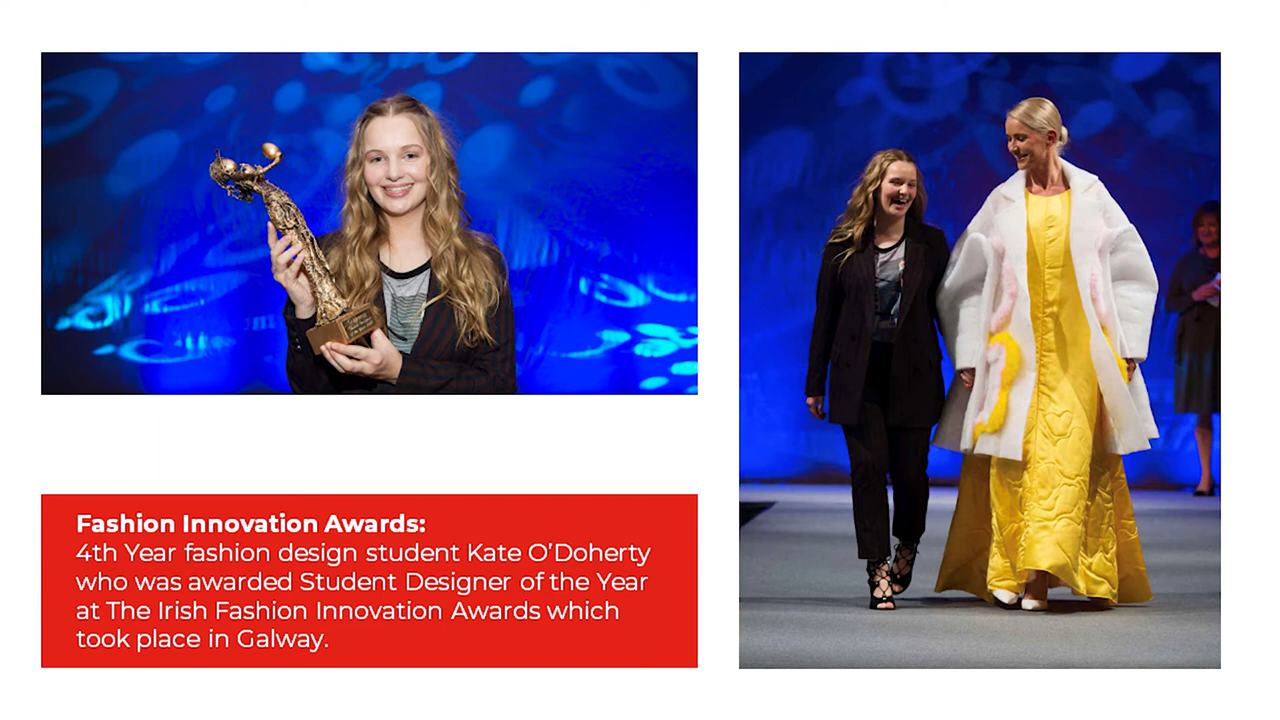 Fashion Innovation Awards:
4th Year fashion design student Kate O’Doherty
who was awarded Student Designer of the Year
at The Irish Fashion Innovation Awards which
took place in Galway.